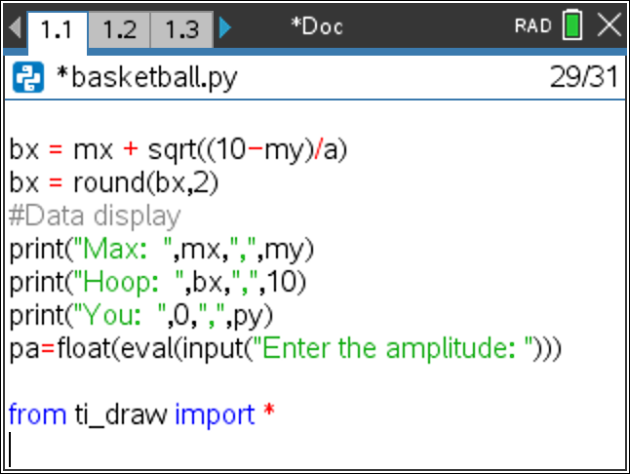 1.1 1.2 1.3 *Doc RAD
*basketball.py 29/31
bx = mx + sqrt((10-my)/a)
bx = round(bx,2)
#Data display
print("Max:  ",mx,",",my)
print("Hoop:  ",bx,",",10)
print("You:  ",0,",",py)
pa=float(eval(input("Enter the amplitude: ")))
from ti_draw import *